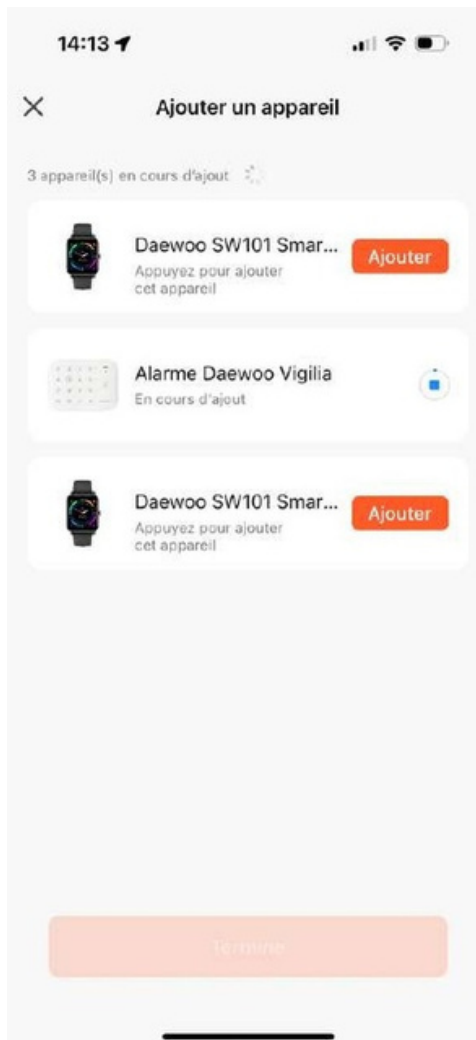 14:13
Ajouter un appareil
3 appareil(s) en cours d'ajout
Daewoo SW101 Smar...
Appuyez pour ajouter
cet appareil
Ajouter
Alarme Daewoo Vigilia
En cours d'ajout
Daewoo SW101 Smar...
Appuyez pour ajouter
cet appareil
Ajouter